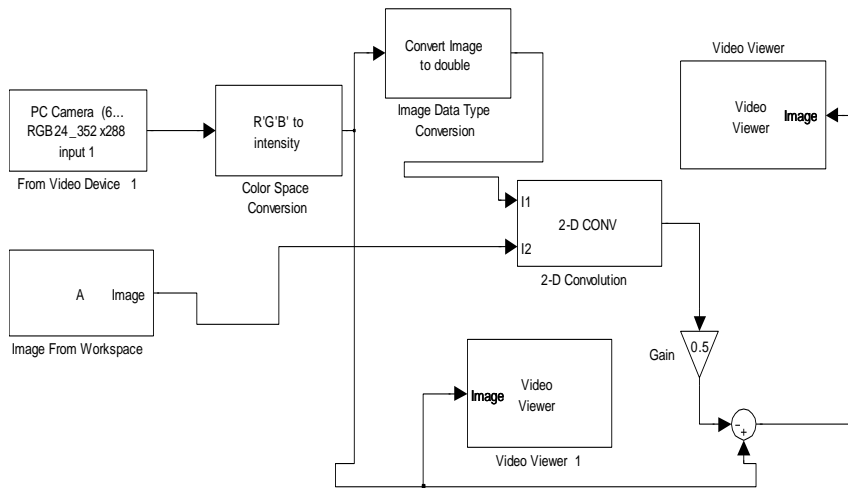 Convert Image
to double
Image Data Type
Conversion
Video Viewer
Video
Viewer
Image
PC Camera (6...
RGB24_352x288
input 1
From Video Device 1
R'G'B' to
intensity
Color Space
Conversion
I1
I2
2-D CONV
2-D Convolution
A
Image
Image From Workspace
Gain
0.5
Image
Video
Viewer
Video Viewer 1
-
+